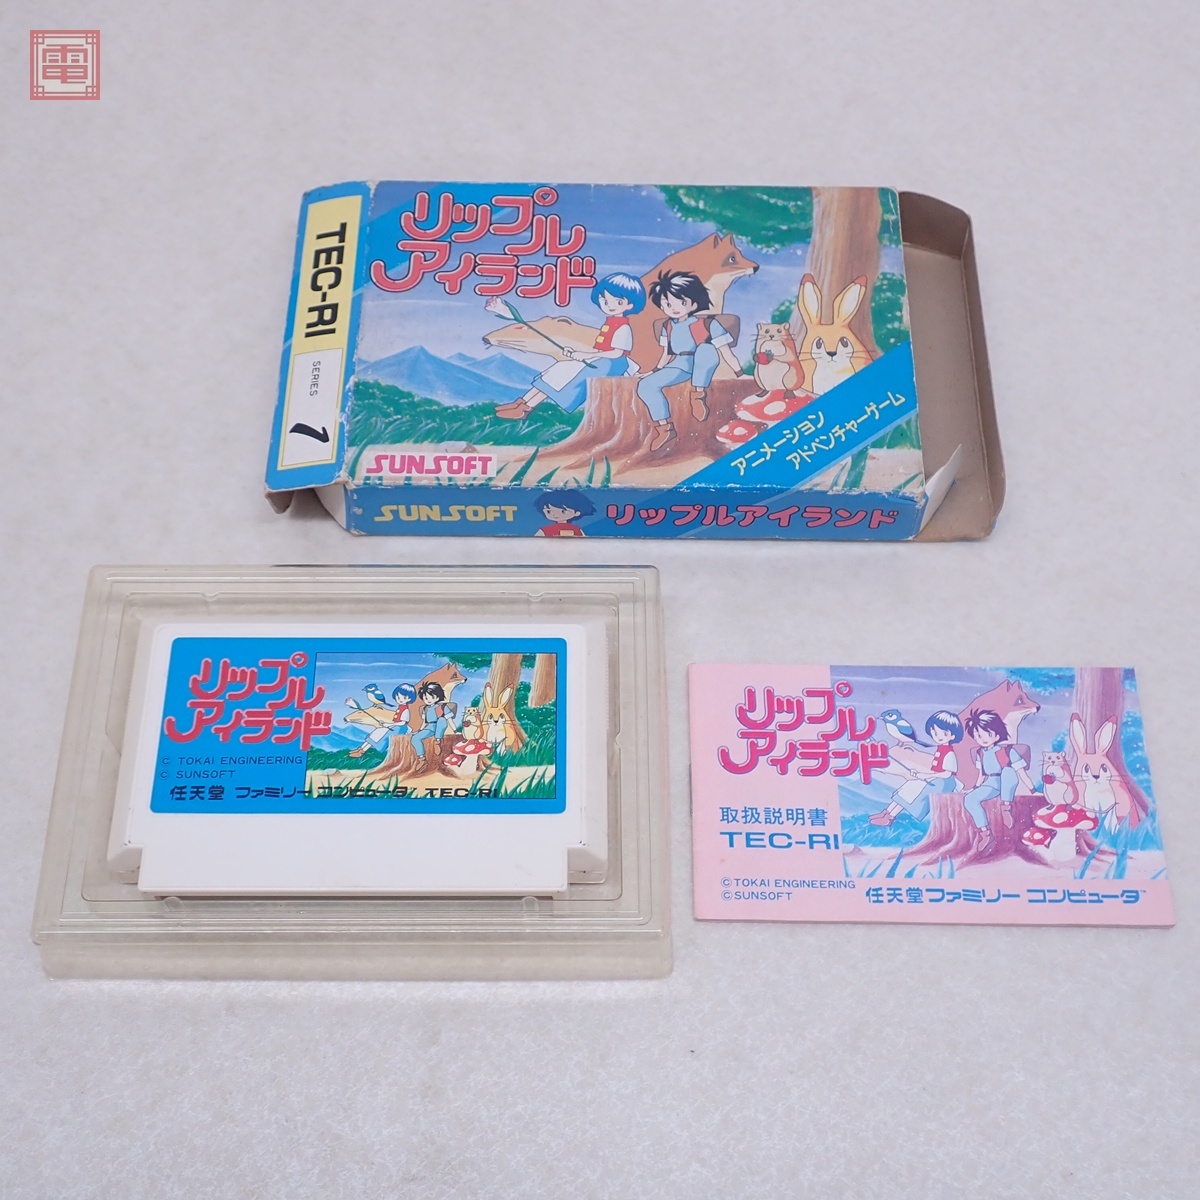 電
リップル
アイランド
TEC-RI
SERIES
1
SUNSOFT
アニメーション
アドベンチャーゲーム
SUNSOFT
リップルアイランド
リップル
アイランド
© TOKAI ENGINEERING
© SUNSOFT
任天堂 ファミリー コンピュータ TEC-RI
リップル
アイランド
取扱説明書
TEC-RI
©TOKAI ENGINEERING
©SUNSOFT
任天堂 ファミリー コンピュータ™